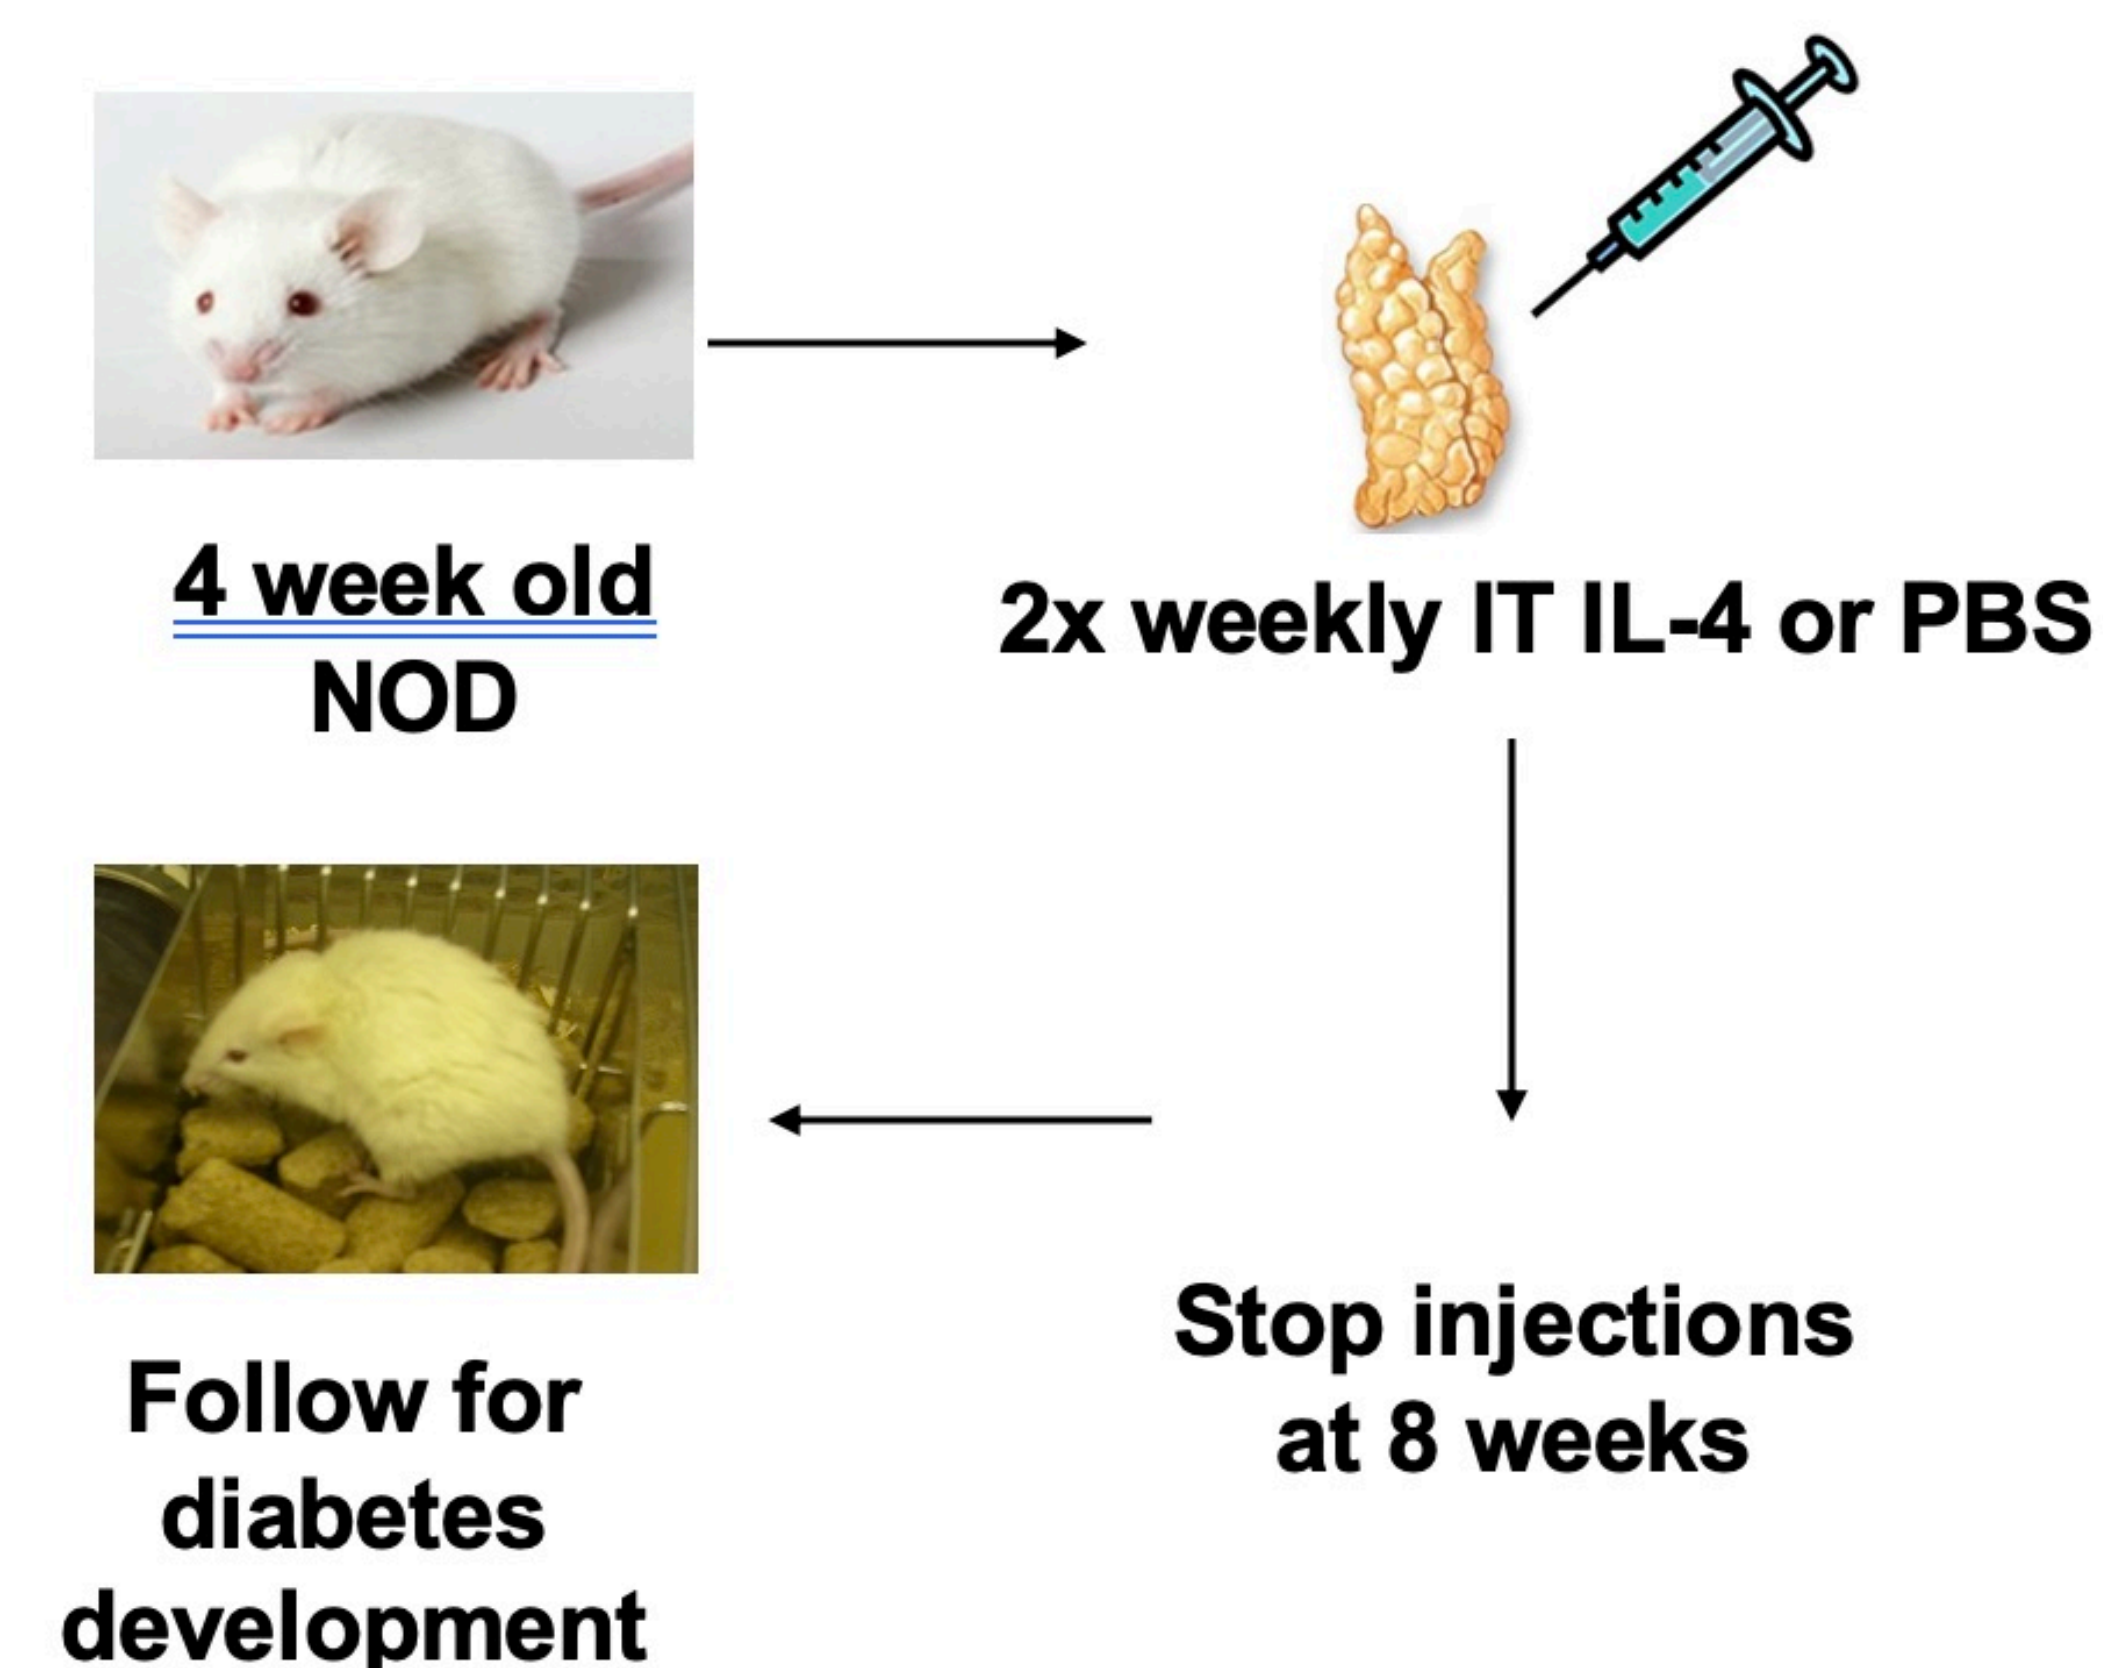 4 week old
NOD
2x weekly IT IL-4 or PBS
Stop injections
at 8 weeks
Follow for
diabetes
development